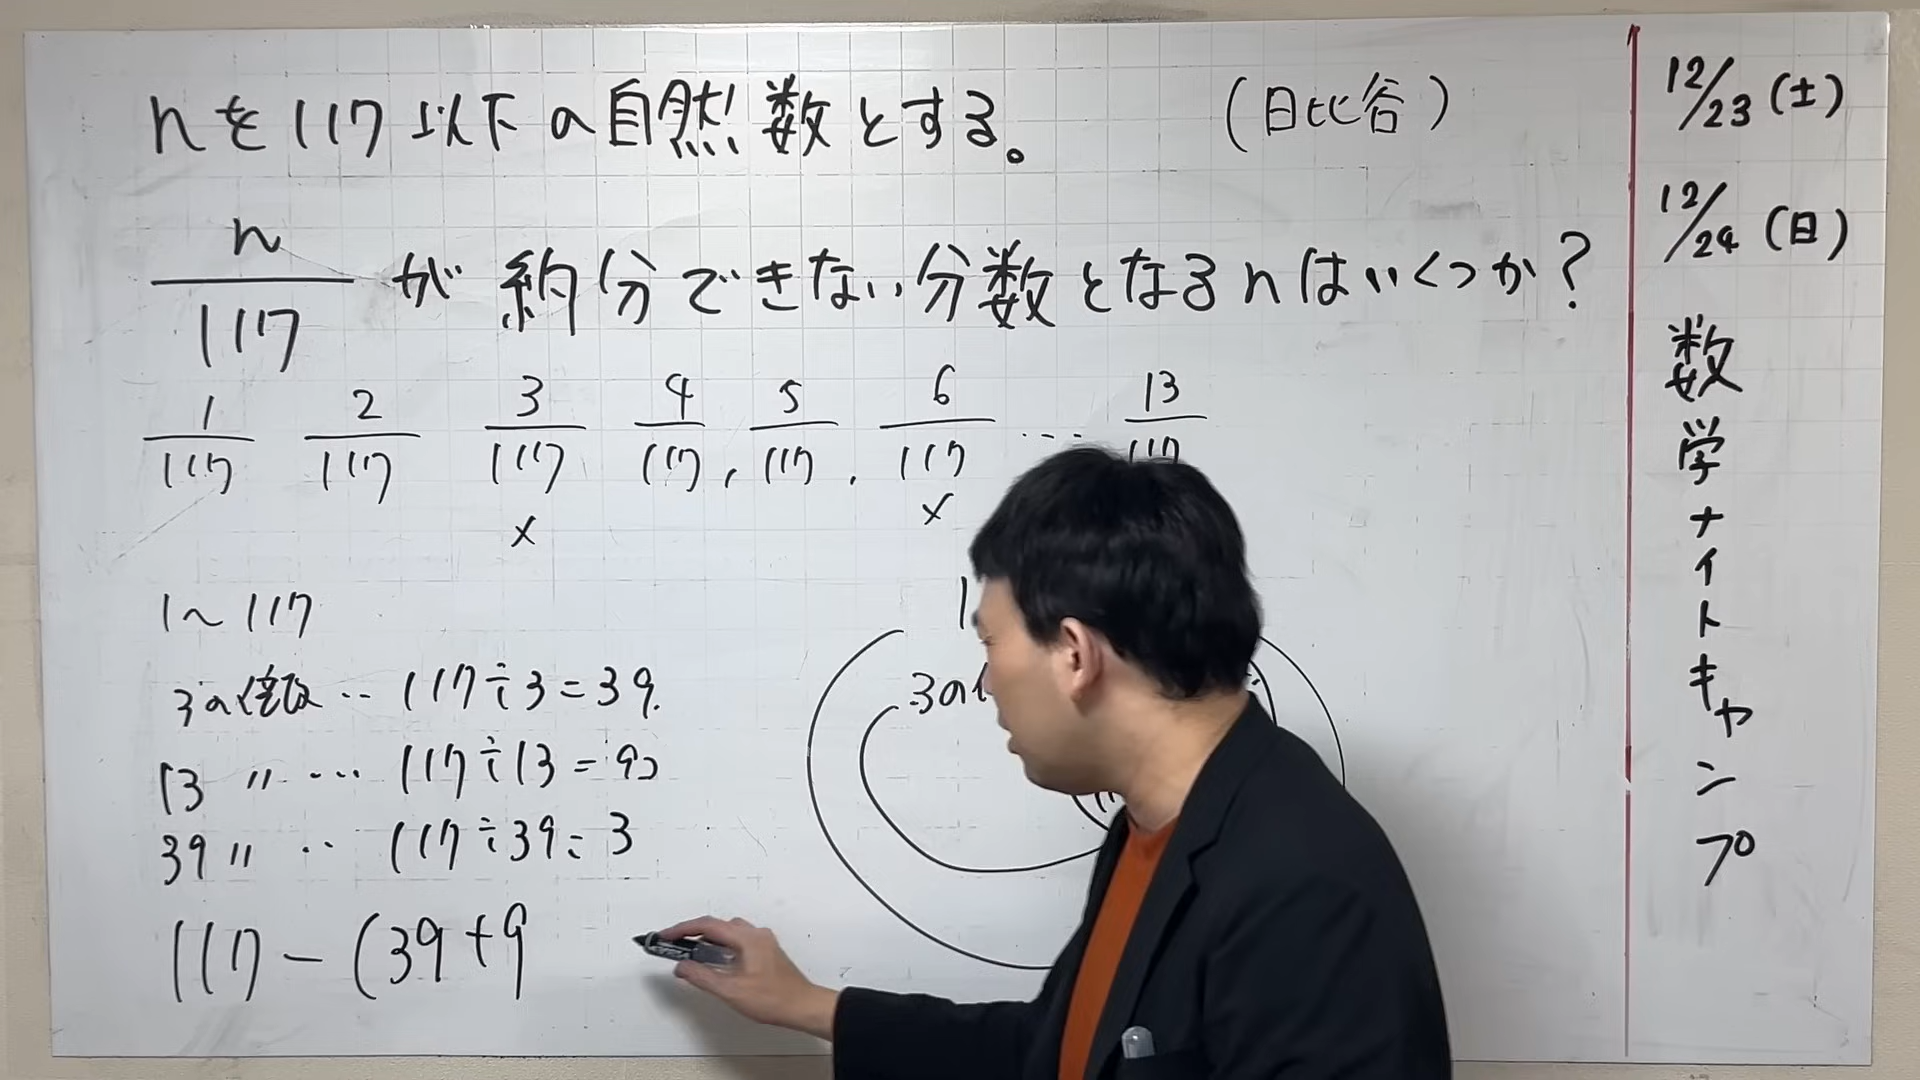 nを117以下の自然数とする。 (日比谷)
n/117 が約分できない分数となるnはいくつか?
1/117 2/117 3/117 4/117, 5/117. 6/117 … 13/117
× ×
1~117
3の倍数‥ 117÷3=39.
13 〃 … 117÷13=9コ
39 〃 ‥ 117÷39=3
117-(39+9
3の
12/23(土)
12/24(日)
数学ナイトキャンプ